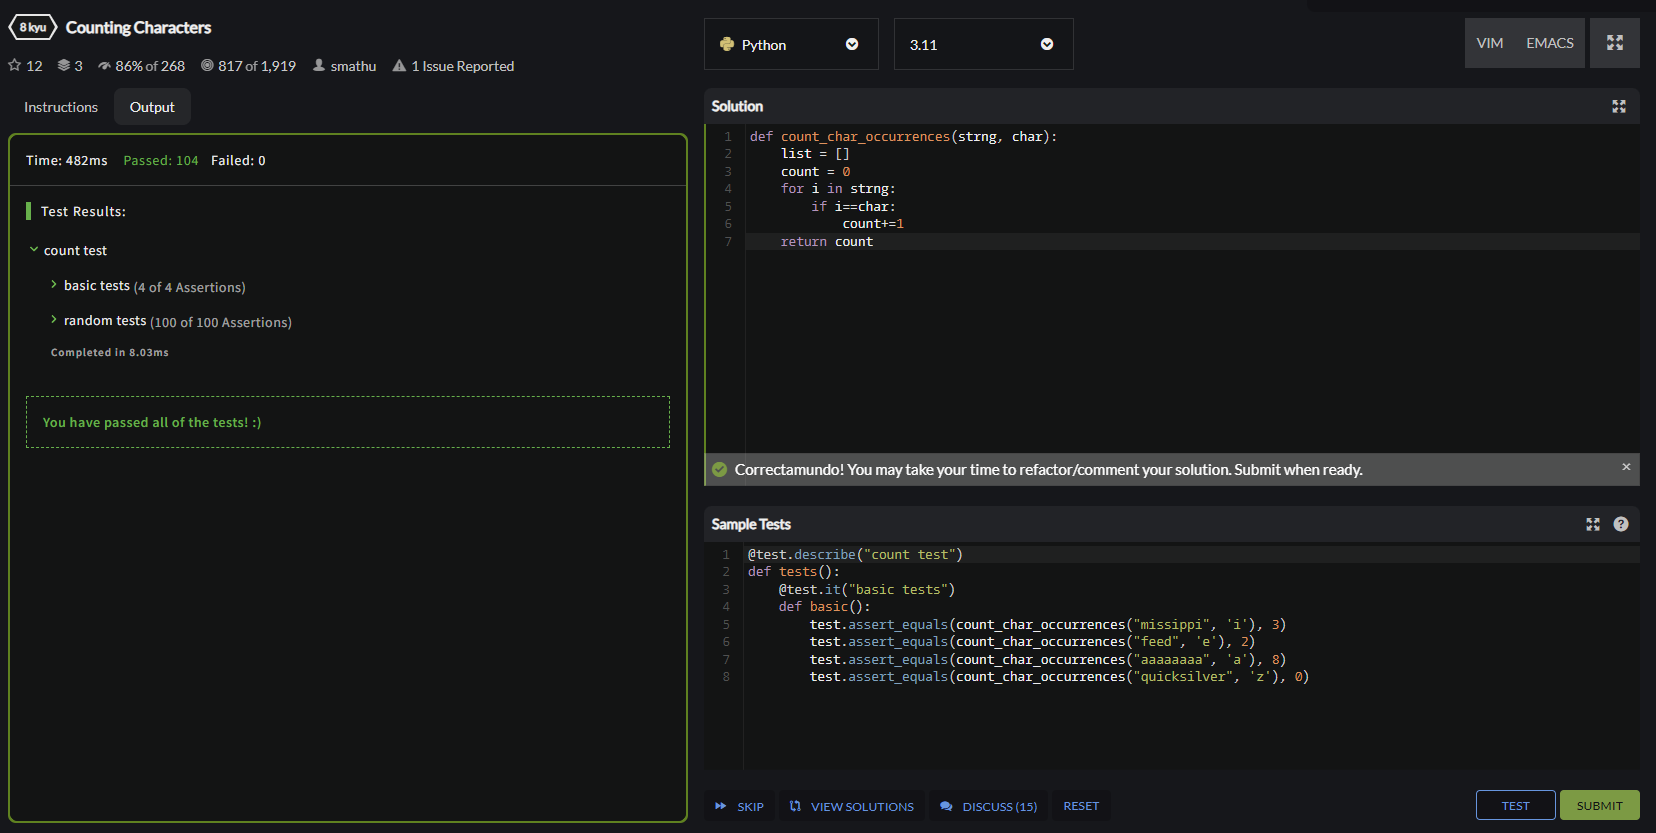 8 kyu Counting Characters
12 3 86% of 268 817 of 1,919 smathu 1 Issue Reported
Instructions Output
Time: 482ms Passed: 104 Failed: 0
Test Results:
count test
basic tests (4 of 4 Assertions)
random tests (100 of 100 Assertions)
Completed in 8.03ms
You have passed all of the tests! :)
Python 3.11 VIM EMACS
Solution
1 def count_char_occurrences(strng, char):
2     list = []
3     count = 0
4     for i in strng:
5         if i==char:
6             count+=1
7     return count
Correctamundo! You may take your time to refactor/comment your solution. Submit when ready. ×
Sample Tests ?
1 @test.describe("count test")
2 def tests():
3     @test.it("basic tests")
4     def basic():
5         test.assert_equals(count_char_occurrences("missippi", 'i'), 3)
6         test.assert_equals(count_char_occurrences("feed", 'e'), 2)
7         test.assert_equals(count_char_occurrences("aaaaaaaa", 'a'), 8)
8         test.assert_equals(count_char_occurrences("quicksilver", 'z'), 0)
SKIP VIEW SOLUTIONS DISCUSS (15) RESET TEST SUBMIT